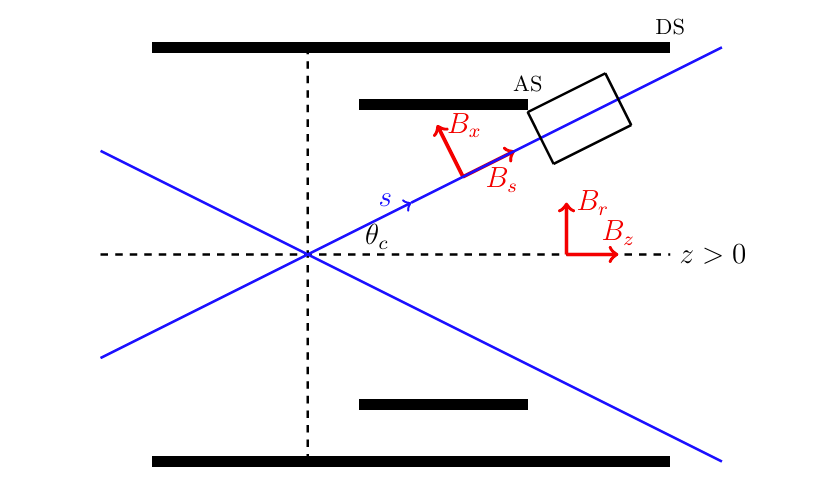 DS
AS
B_x
B_s
s
B_r
θ_c
B_z
z > 0